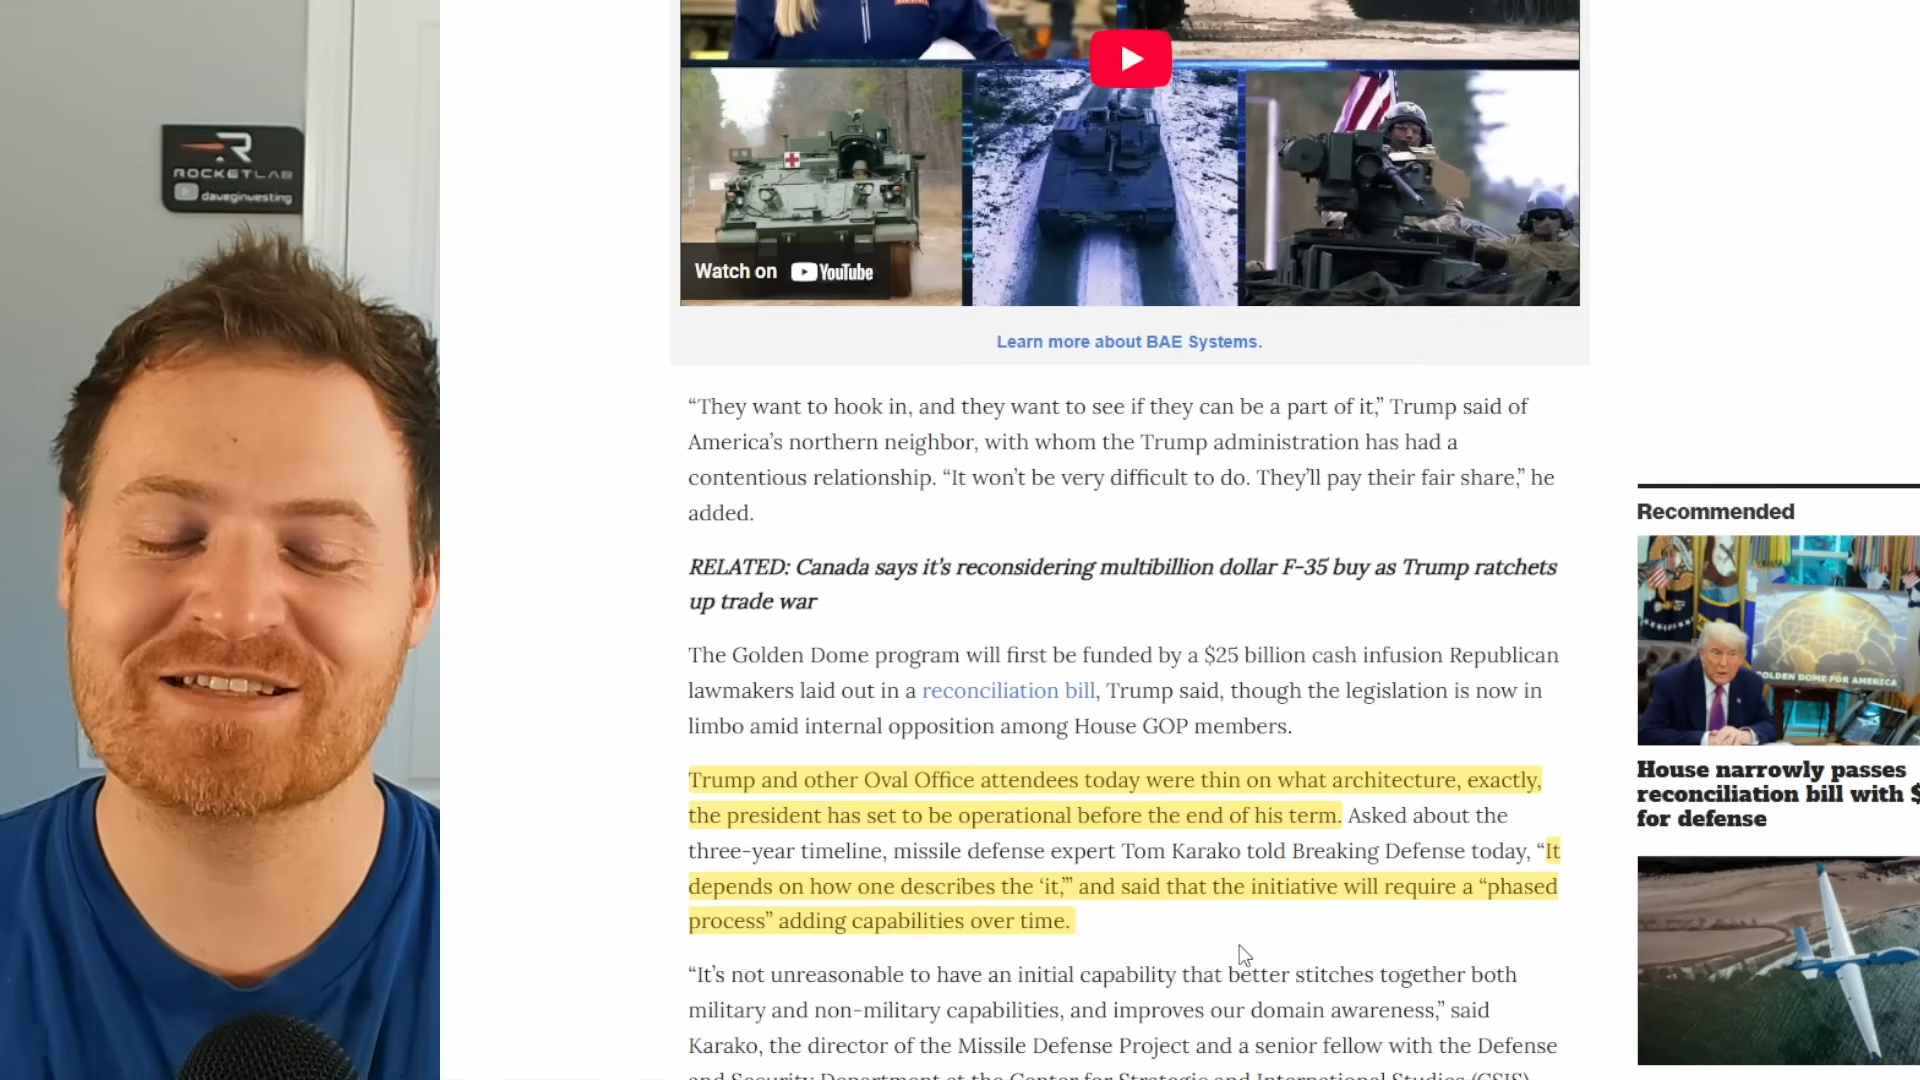 ROCKETLAB
daveginvesting
Watch on YouTube
Learn more about BAE Systems.
“They want to hook in, and they want to see if they can be a part of it,” Trump said of
America’s northern neighbor, with whom the Trump administration has had a
contentious relationship. “It won’t be very difficult to do. They’ll pay their fair share,” he
added.
RELATED: Canada says it’s reconsidering multibillion dollar F-35 buy as Trump ratchets
up trade war
The Golden Dome program will first be funded by a $25 billion cash infusion Republican
lawmakers laid out in a reconciliation bill, Trump said, though the legislation is now in
limbo amid internal opposition among House GOP members.
Trump and other Oval Office attendees today were thin on what architecture, exactly,
the president has set to be operational before the end of his term. Asked about the
three-year timeline, missile defense expert Tom Karako told Breaking Defense today, “It
depends on how one describes the ‘it,’” and said that the initiative will require a “phased
process” adding capabilities over time.
“It’s not unreasonable to have an initial capability that better stitches together both
military and non-military capabilities, and improves our domain awareness,” said
Karako, the director of the Missile Defense Project and a senior fellow with the Defense
and Security Department at the Center for Strategic and International Studies (CSIS)
Recommended
GOLDEN DOME FOR AMERICA
House narrowly passes
reconciliation bill with $
for defense